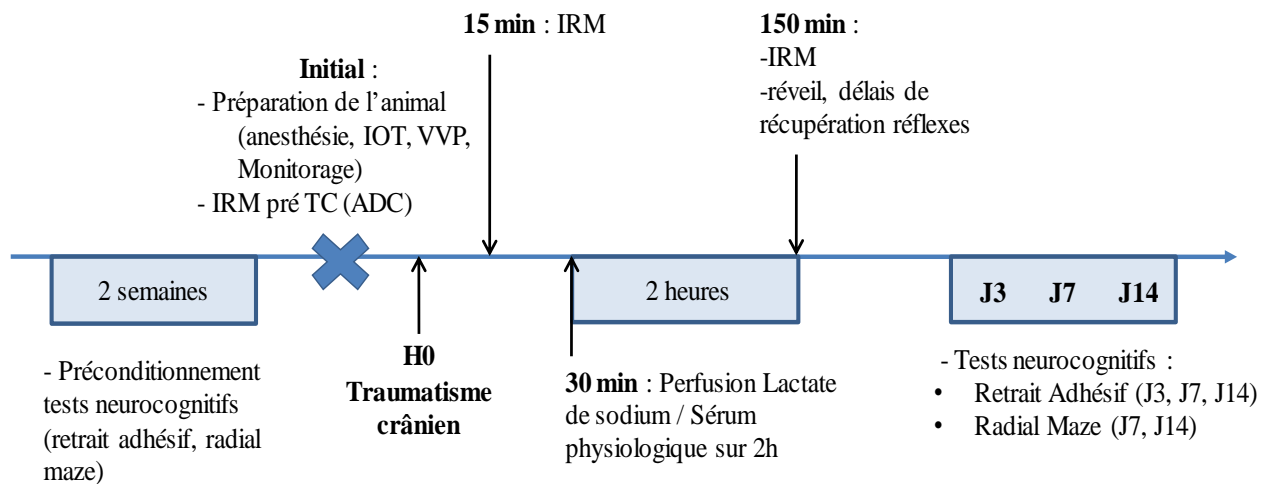 15 min : IRM
150 min :
-IRM
-réveil, délais de
récupération réflexes
Initial :
- Préparation de l’animal
(anesthésie, IOT, VVP,
Monitorage)
- IRM pré TC (ADC)
2 semaines
2 heures
J3 J7 J14
- Préconditionnement
tests neurocognitifs
(retrait adhésif, radial
maze)
H0
Traumatisme
crânien
30 min : Perfusion Lactate
de sodium / Sérum
physiologique sur 2h
- Tests neurocognitifs :
• Retrait Adhésif (J3, J7, J14)
• Radial Maze (J7, J14)